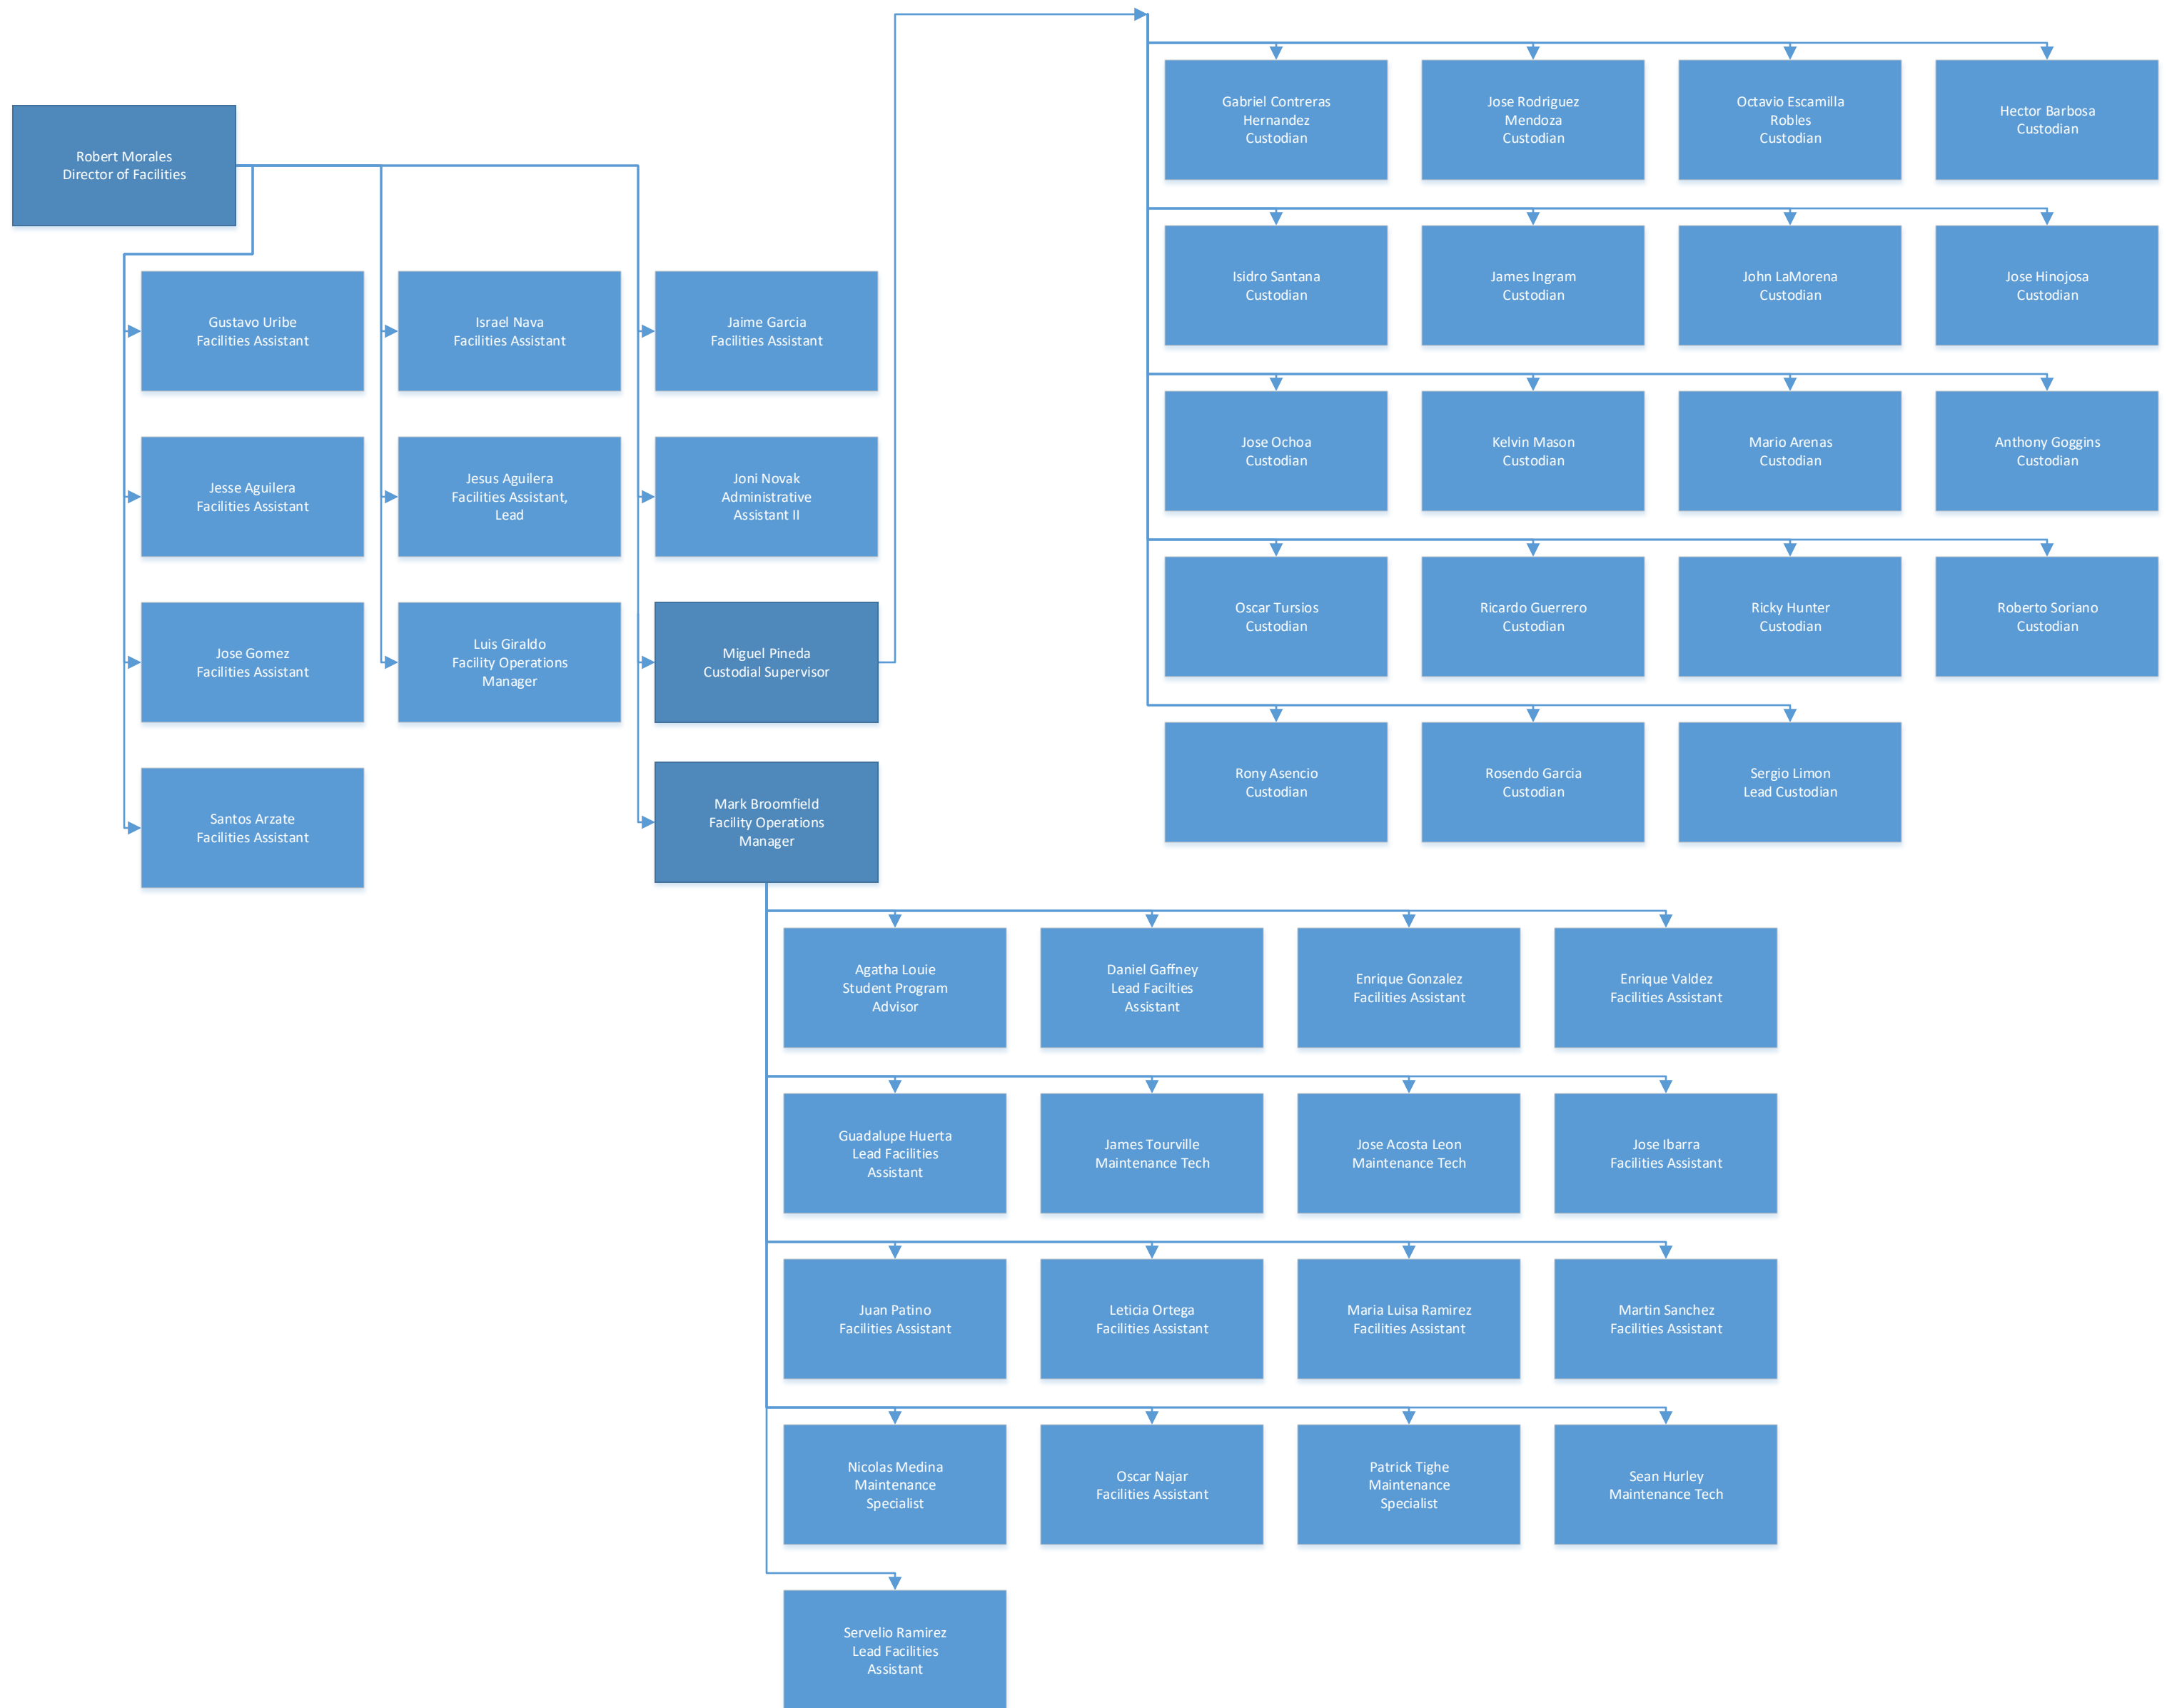 Robert Morales
Director of Facilities
Gustavo Uribe
Facilities Assistant
Israel Nava
Facilities Assistant
Jaime Garcia
Facilities Assistant
Jesse Aguilera
Facilities Assistant
Jesus Aguilera
Facilities Assistant,
Lead
Joni Novak
Administrative
Assistant II
Jose Gomez
Facilities Assistant
Luis Giraldo
Facility Operations
Manager
Miguel Pineda
Custodial Supervisor
Santos Arzate
Facilities Assistant
Mark Broomfield
Facility Operations
Manager
Gabriel Contreras
Hernandez
Custodian
Jose Rodriguez
Mendoza
Custodian
Octavio Escamilla
Robles
Custodian
Hector Barbosa
Custodian
Isidro Santana
Custodian
James Ingram
Custodian
John LaMorena
Custodian
Jose Hinojosa
Custodian
Jose Ochoa
Custodian
Kelvin Mason
Custodian
Mario Arenas
Custodian
Anthony Goggins
Custodian
Oscar Tursios
Custodian
Ricardo Guerrero
Custodian
Ricky Hunter
Custodian
Roberto Soriano
Custodian
Rony Asencio
Custodian
Rosendo Garcia
Custodian
Sergio Limon
Lead Custodian
Agatha Louie
Student Program
Advisor
Daniel Gaffney
Lead Facilties
Assistant
Enrique Gonzalez
Facilities Assistant
Enrique Valdez
Facilities Assistant
Guadalupe Huerta
Lead Facilities
Assistant
James Tourville
Maintenance Tech
Jose Acosta Leon
Maintenance Tech
Jose Ibarra
Facilities Assistant
Juan Patino
Facilities Assistant
Leticia Ortega
Facilities Assistant
Maria Luisa Ramirez
Facilities Assistant
Martin Sanchez
Facilities Assistant
Nicolas Medina
Maintenance
Specialist
Oscar Najar
Facilities Assistant
Patrick Tighe
Maintenance
Specialist
Sean Hurley
Maintenance Tech
Servelio Ramirez
Lead Facilities
Assistant